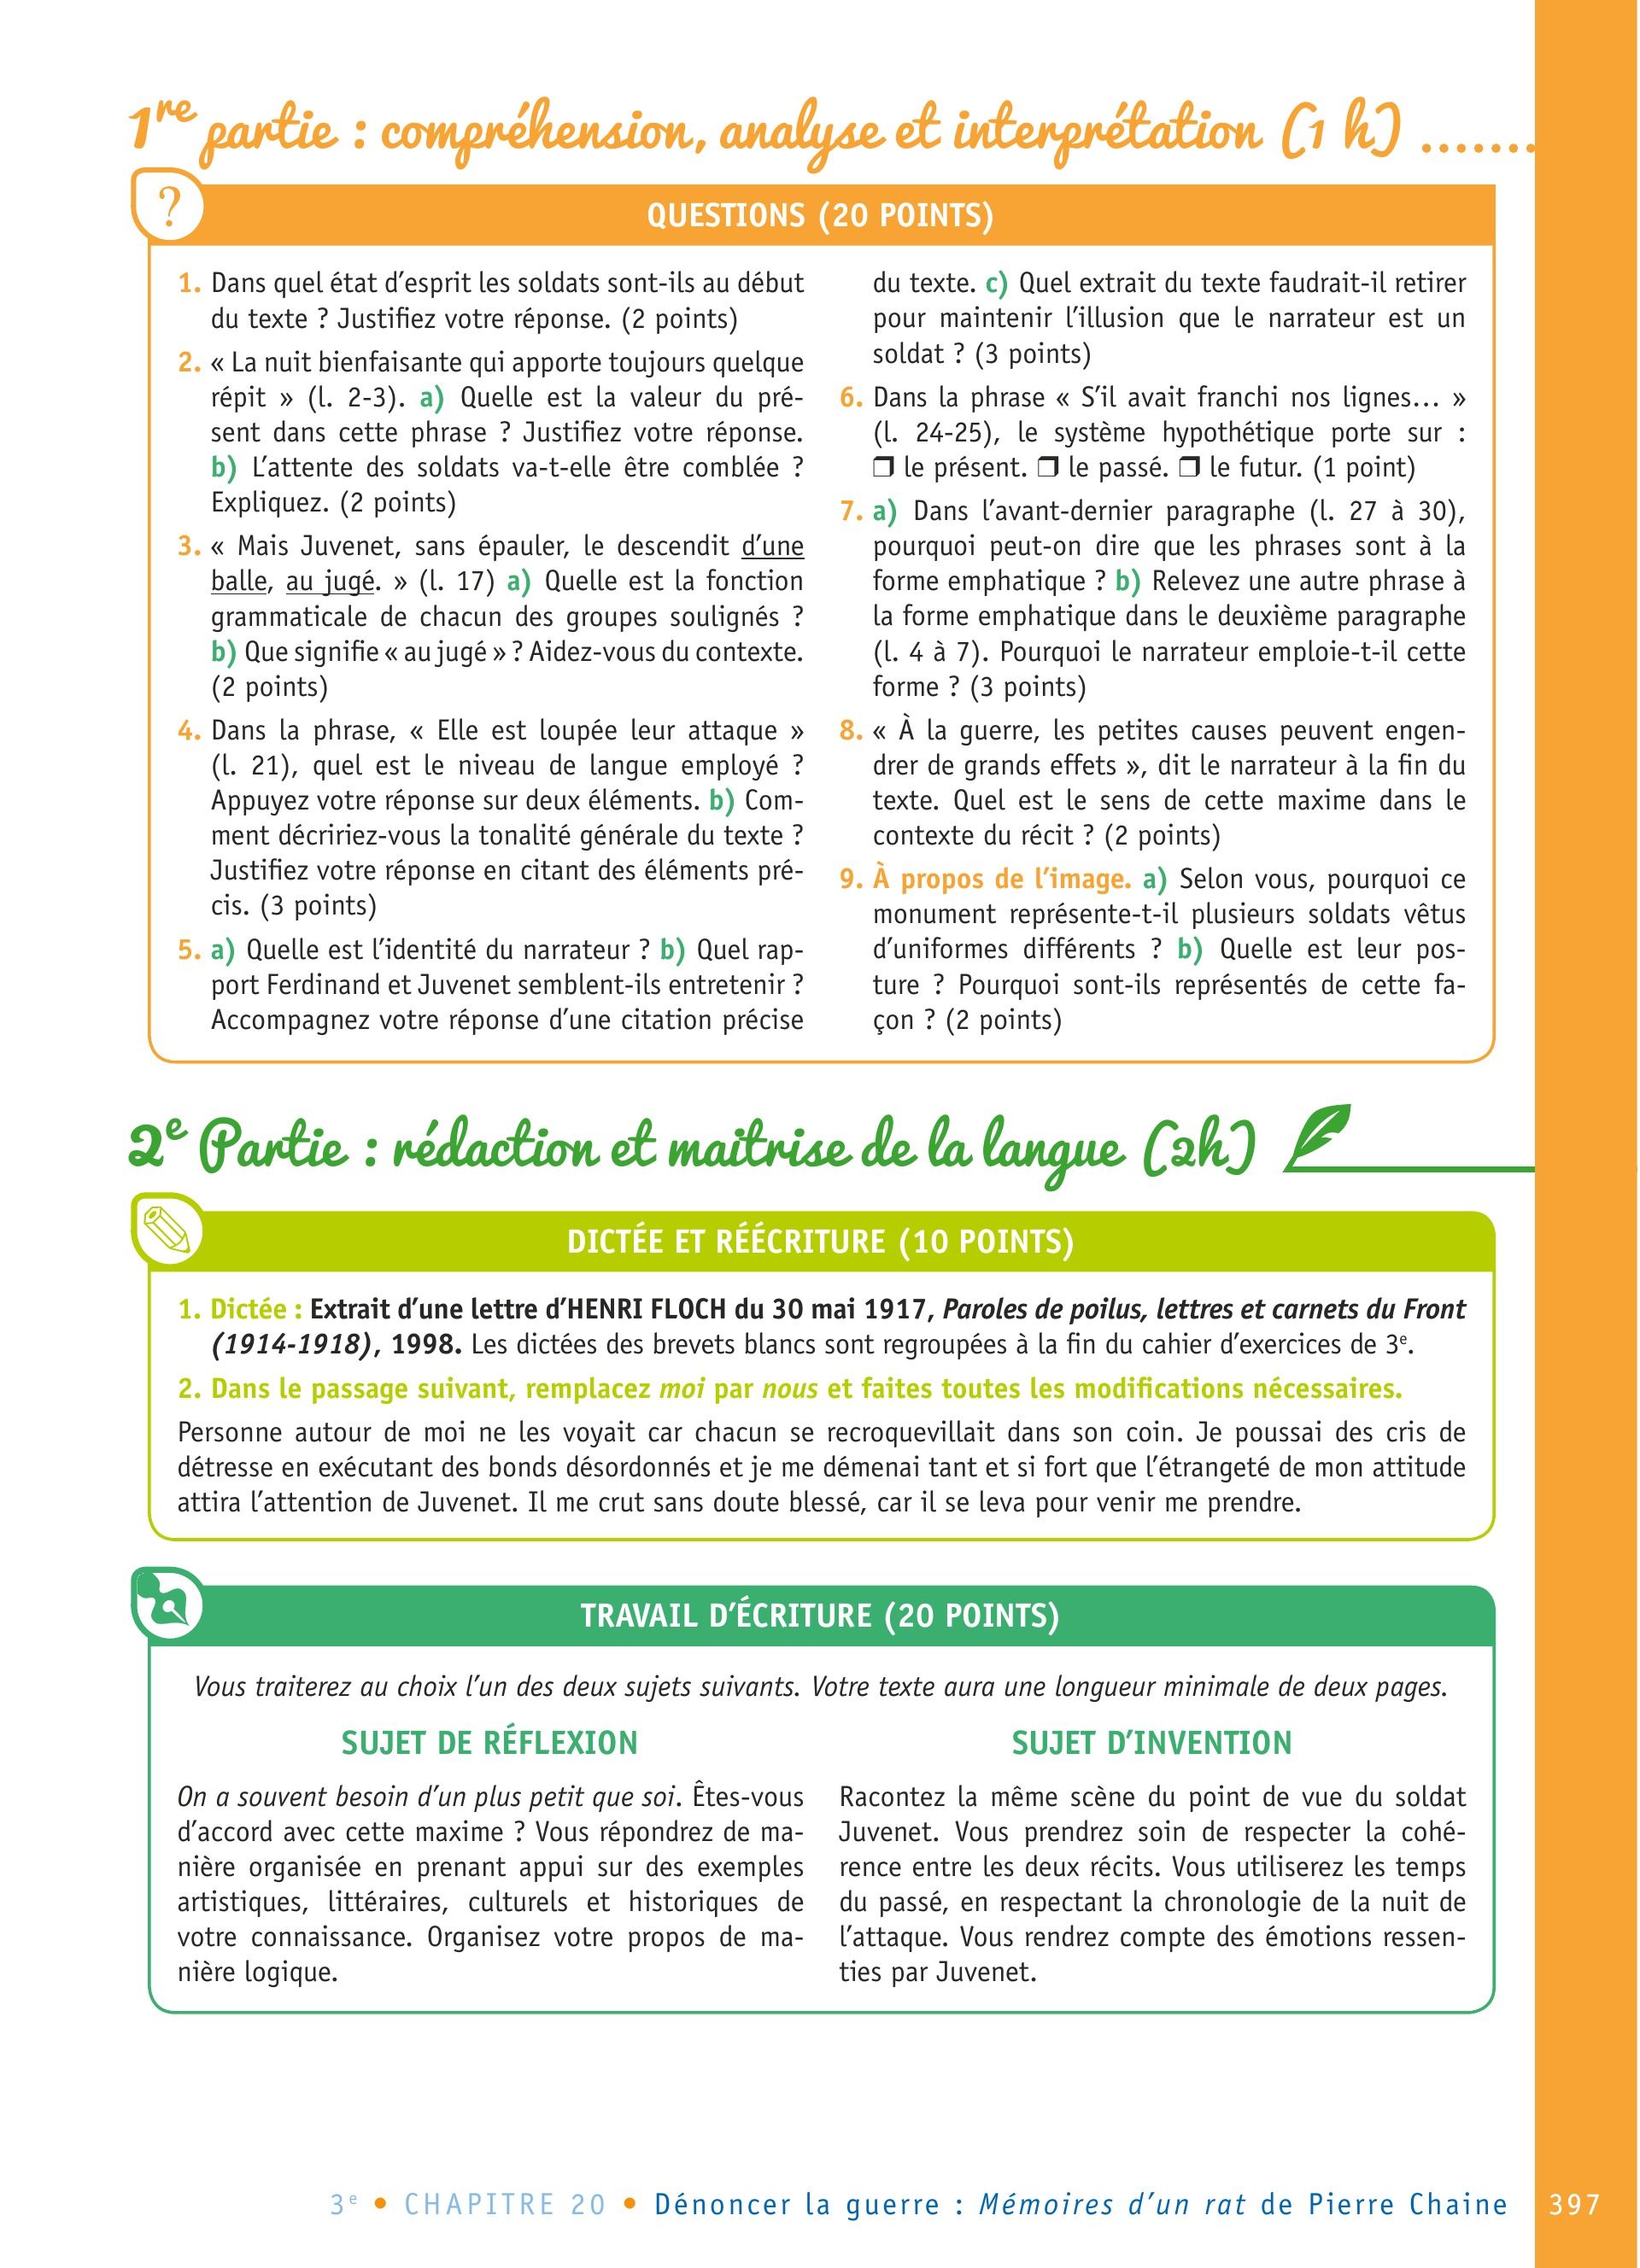 1re partie : compréhension, analyse et interprétation (1 h) .......
?
QUESTIONS (20 POINTS)
1. Dans quel état d’esprit les soldats sont-ils au début
du texte ? Justifiez votre réponse. (2 points)
2. « La nuit bienfaisante qui apporte toujours quelque
répit » (l. 2-3). a) Quelle est la valeur du pré-
sent dans cette phrase ? Justifiez votre réponse.
b) L’attente des soldats va-t-elle être comblée ?
Expliquez. (2 points)
3. « Mais Juvenet, sans épauler, le descendit d’une
balle, au jugé. » (l. 17) a) Quelle est la fonction
grammaticale de chacun des groupes soulignés ?
b) Que signifie « au jugé » ? Aidez-vous du contexte.
(2 points)
4. Dans la phrase, « Elle est loupée leur attaque »
(l. 21), quel est le niveau de langue employé ?
Appuyez votre réponse sur deux éléments. b) Com-
ment décririez-vous la tonalité générale du texte ?
Justifiez votre réponse en citant des éléments pré-
cis. (3 points)
5. a) Quelle est l’identité du narrateur ? b) Quel rap-
port Ferdinand et Juvenet semblent-ils entretenir ?
Accompagnez votre réponse d’une citation précise
du texte. c) Quel extrait du texte faudrait-il retirer
pour maintenir l’illusion que le narrateur est un
soldat ? (3 points)
6. Dans la phrase « S’il avait franchi nos lignes… »
(l. 24-25), le système hypothétique porte sur :
❒ le présent. ❒ le passé. ❒ le futur. (1 point)
7. a) Dans l’avant-dernier paragraphe (l. 27 à 30),
pourquoi peut-on dire que les phrases sont à la
forme emphatique ? b) Relevez une autre phrase à
la forme emphatique dans le deuxième paragraphe
(l. 4 à 7). Pourquoi le narrateur emploie-t-il cette
forme ? (3 points)
8. « À la guerre, les petites causes peuvent engen-
drer de grands effets », dit le narrateur à la fin du
texte. Quel est le sens de cette maxime dans le
contexte du récit ? (2 points)
9. À propos de l’image. a) Selon vous, pourquoi ce
monument représente-t-il plusieurs soldats vêtus
d’uniformes différents ? b) Quelle est leur pos-
ture ? Pourquoi sont-ils représentés de cette fa-
çon ? (2 points)
2e Partie : rédaction et maitrise de la langue (2h)
DICTÉE ET RÉÉCRITURE (10 POINTS)
1. Dictée : Extrait d’une lettre d’HENRI FLOCH du 30 mai 1917, Paroles de poilus, lettres et carnets du Front
(1914-1918), 1998. Les dictées des brevets blancs sont regroupées à la fin du cahier d’exercices de 3e.
2. Dans le passage suivant, remplacez moi par nous et faites toutes les modifications nécessaires.
Personne autour de moi ne les voyait car chacun se recroquevillait dans son coin. Je poussai des cris de
détresse en exécutant des bonds désordonnés et je me démenai tant et si fort que l’étrangeté de mon attitude
attira l’attention de Juvenet. Il me crut sans doute blessé, car il se leva pour venir me prendre.
TRAVAIL D’ÉCRITURE (20 POINTS)
Vous traiterez au choix l’un des deux sujets suivants. Votre texte aura une longueur minimale de deux pages.
SUJET DE RÉFLEXION
On a souvent besoin d’un plus petit que soi. Êtes-vous
d’accord avec cette maxime ? Vous répondrez de ma-
nière organisée en prenant appui sur des exemples
artistiques, littéraires, culturels et historiques de
votre connaissance. Organisez votre propos de ma-
nière logique.
SUJET D’INVENTION
Racontez la même scène du point de vue du soldat
Juvenet. Vous prendrez soin de respecter la cohé-
rence entre les deux récits. Vous utiliserez les temps
du passé, en respectant la chronologie de la nuit de
l’attaque. Vous rendrez compte des émotions ressen-
ties par Juvenet.
3e • CHAPITRE 20 • Dénoncer la guerre : Mémoires d’un rat de Pierre Chaine 397